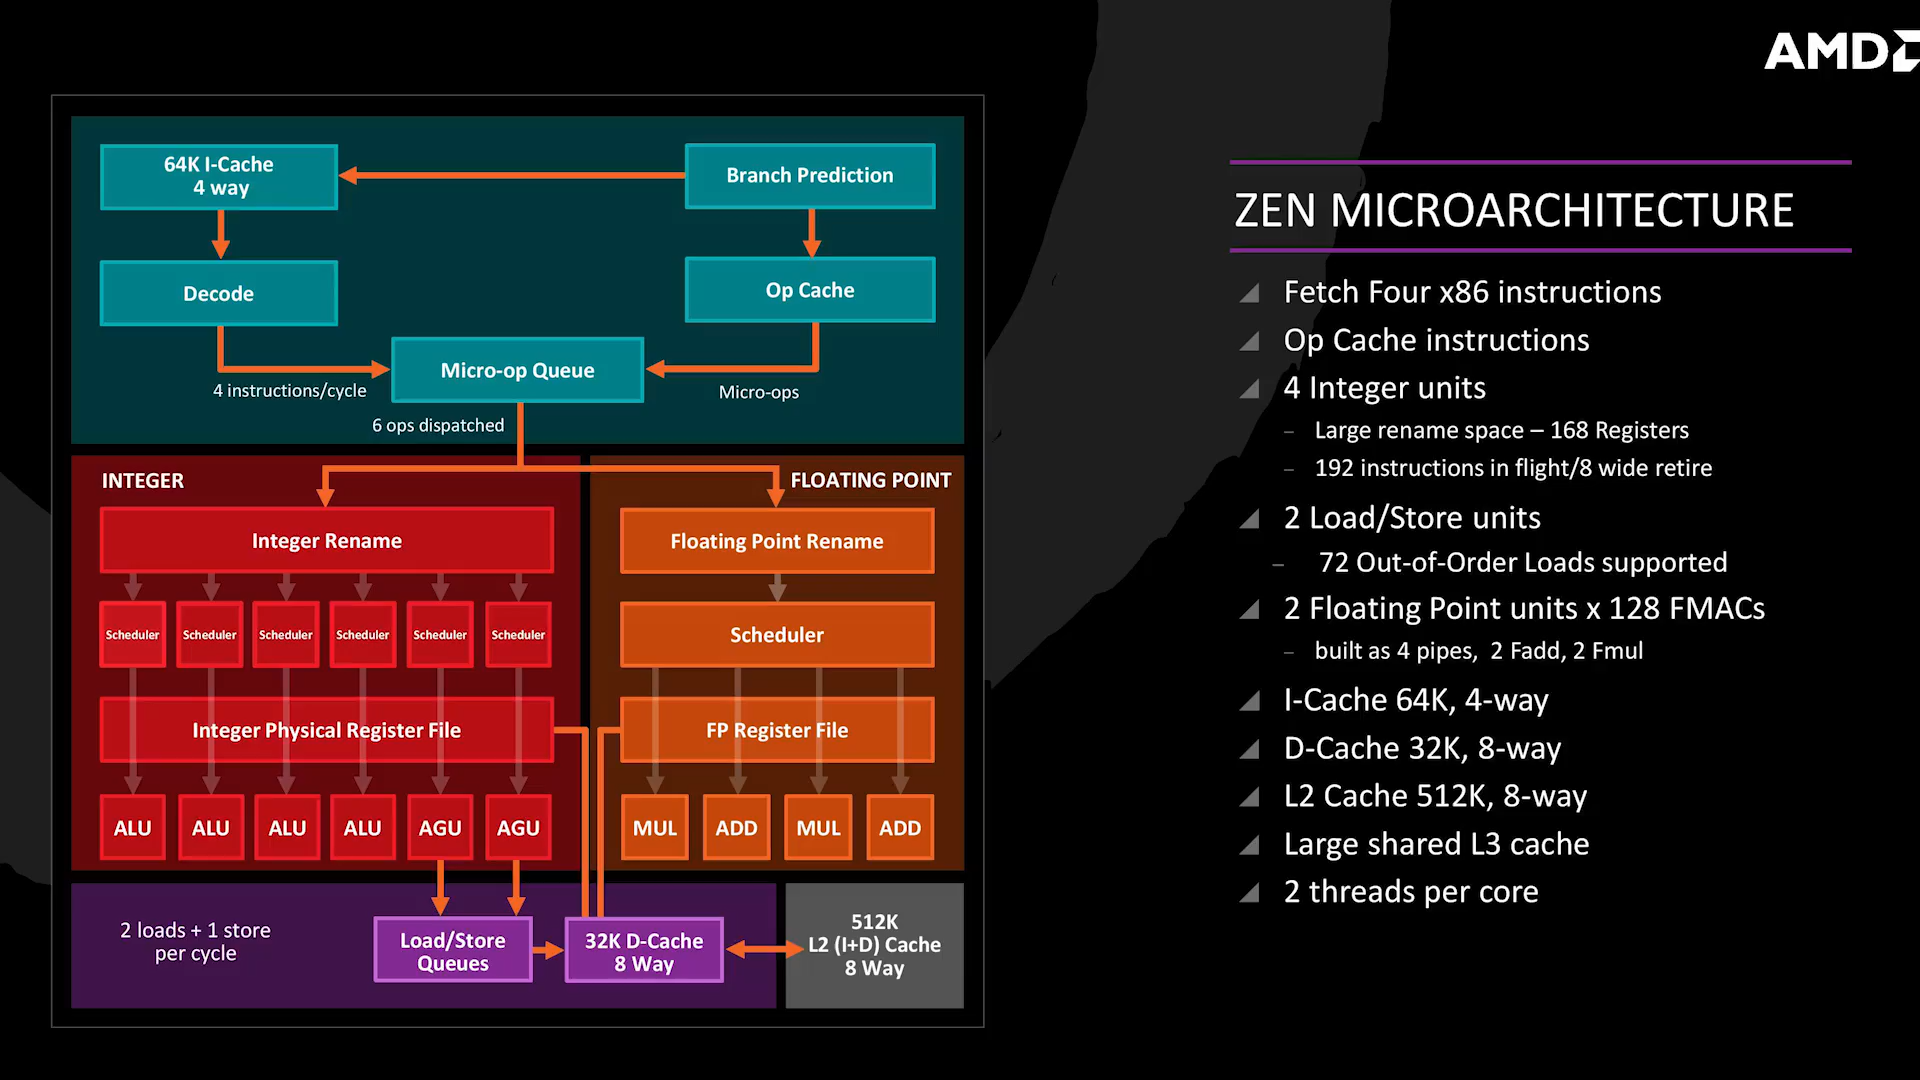 AMD
64K I-Cache
4 way
Branch Prediction
Decode
Op Cache
Micro-op Queue
4 instructions/cycle
Micro-ops
6 ops dispatched
INTEGER
Integer Rename
Scheduler
Scheduler
Scheduler
Scheduler
Scheduler
Scheduler
Integer Physical Register File
ALU
ALU
ALU
ALU
AGU
AGU
FLOATING POINT
Floating Point Rename
Scheduler
FP Register File
MUL
ADD
MUL
ADD
2 loads + 1 store
per cycle
Load/Store
Queues
32K D-Cache
8 Way
512K
L2 (I+D) Cache
8 Way
ZEN MICROARCHITECTURE
Fetch Four x86 instructions
Op Cache instructions
4 Integer units
– Large rename space – 168 Registers
– 192 instructions in flight/8 wide retire
2 Load/Store units
– 72 Out-of-Order Loads supported
2 Floating Point units x 128 FMACs
– built as 4 pipes, 2 Fadd, 2 Fmul
I-Cache 64K, 4-way
D-Cache 32K, 8-way
L2 Cache 512K, 8-way
Large shared L3 cache
2 threads per core